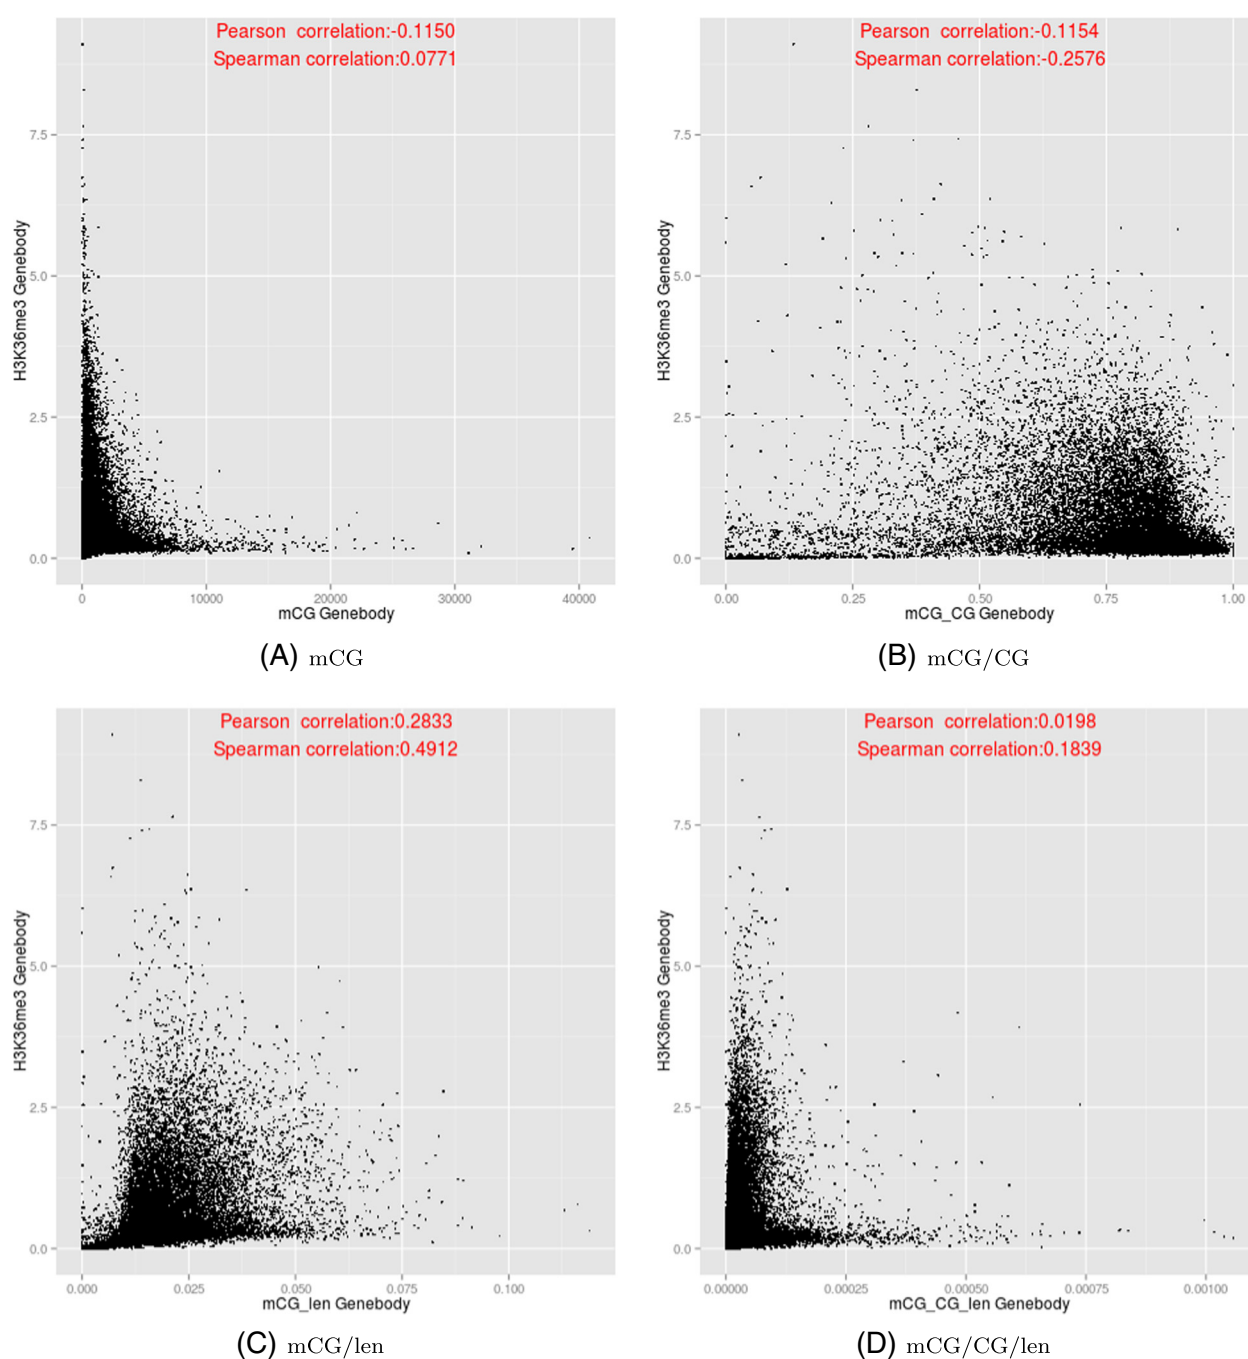 Pearson  correlation:-0.1150
Spearman correlation:0.0771
7.5
5.0
2.5
0.0
H3K36me3 Genebody
0 10000 20000 30000 40000
mCG Genebody
(A) mCG
Pearson  correlation:-0.1154
Spearman correlation:-0.2576
7.5
5.0
2.5
0.0
H3K36me3 Genebody
0.00 0.25 0.50 0.75 1.00
mCG_CG Genebody
(B) mCG/CG
Pearson  correlation:0.2833
Spearman correlation:0.4912
7.5
5.0
2.5
0.0
H3K36me3 Genebody
0.000 0.025 0.050 0.075 0.100
mCG_len Genebody
(C) mCG/len
Pearson  correlation:0.0198
Spearman correlation:0.1839
7.5
5.0
2.5
0.0
H3K36me3 Genebody
0.00000 0.00025 0.00050 0.00075 0.00100
mCG_CG_len Genebody
(D) mCG/CG/len